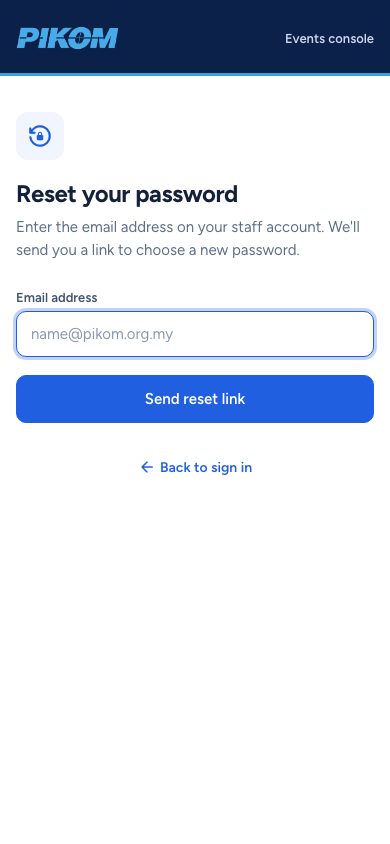 PIKOM
Events console
Reset your password
Enter the email address on your staff account. We'll
send you a link to choose a new password.
Email address
name@pikom.org.my
Send reset link
Back to sign in